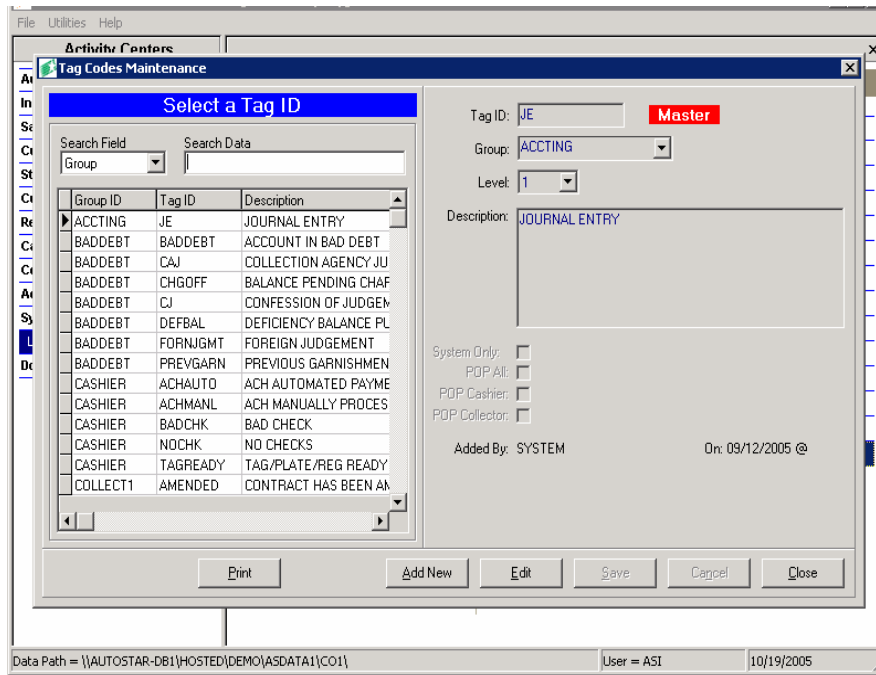 File Utilities Help
Activity Centers
Tag Codes Maintenance
Select a Tag ID
Search Field Search Data
Group
Group ID Tag ID Description
ACCTING JE JOURNAL ENTRY
BADDEBT BADDEBT ACCOUNT IN BAD DEBT
BADDEBT CAJ COLLECTION AGENCY JU
BADDEBT CHGOFF BALANCE PENDING CHAR
BADDEBT CJ CONFESSION OF JUDGEM
BADDEBT DEFBAL DEFICIENCY BALANCE PU
BADDEBT FORNJGMT FOREIGN JUDGEMENT
BADDEBT PREVGARN PREVIOUS GARNISHMEN
CASHIER ACHAUTO ACH AUTOMATED PAYME
CASHIER ACHMANL ACH MANUALLY PROCES
CASHIER BADCHK BAD CHECK
CASHIER NOCHK NO CHECKS
CASHIER TAGREADY TAG/PLATE/REG READY
COLLECT1 AMENDED CONTRACT HAS BEEN AM
Tag ID: JE Master
Group: ACCTING
Level: 1
Description: JOURNAL ENTRY
System Only:
POP All:
POP Cashier:
POP Collector:
Added By: SYSTEM On: 09/12/2005 @
Print Add New Edit Save Cancel Close
Data Path = \\AUTOSTAR-DB1\HOSTED\DEMO\ASDATA1\CO1\ User = ASI 10/19/2005